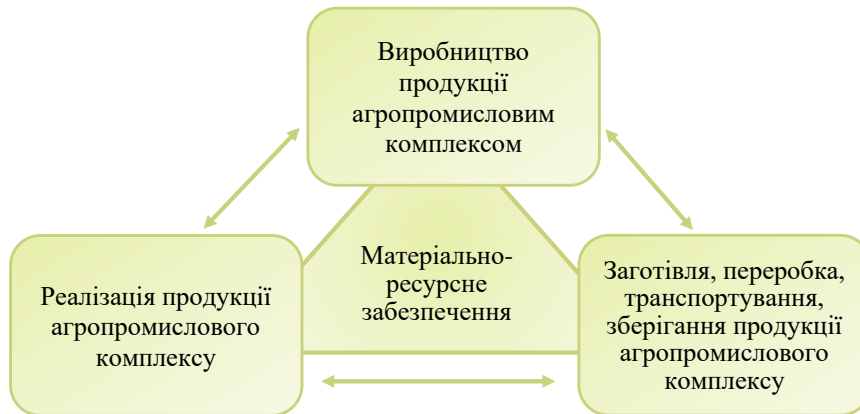 Виробництво
продукції
агропромисловим
комплексом
Матеріально-
ресурсне
забезпечення
Реалізація продукції
агропромислового
комплексу
Заготівля, переробка,
транспортування,
зберігання продукції
агропромислового
комплексу